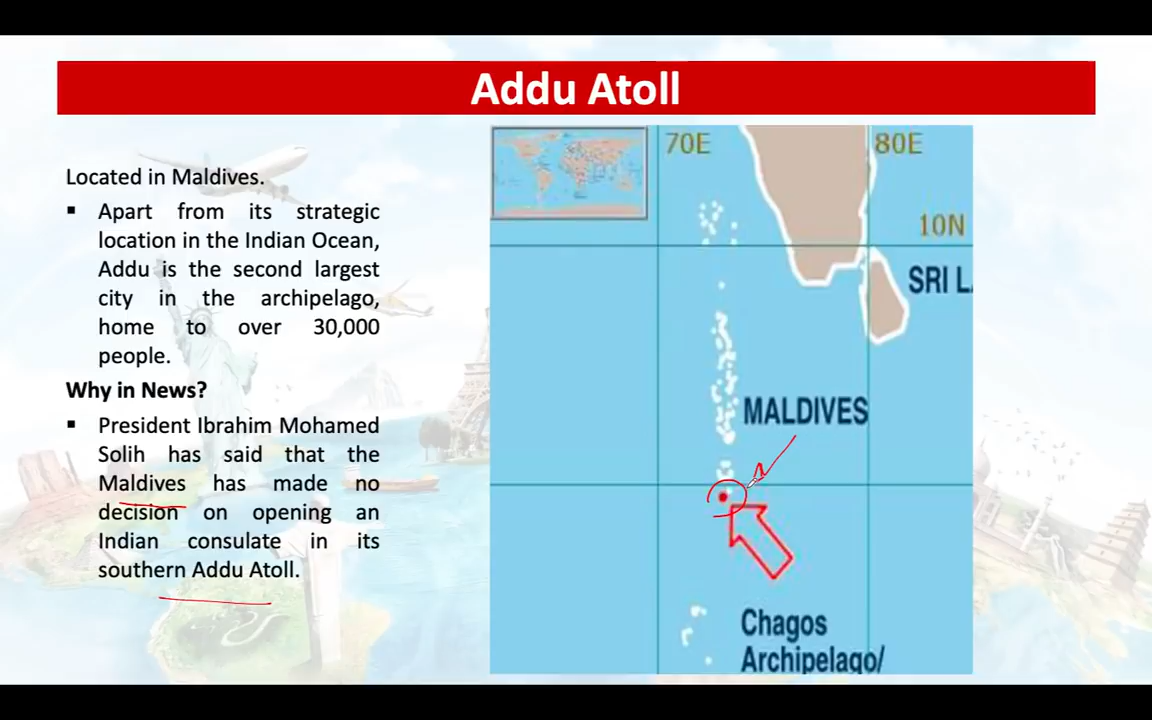 Addu Atoll
Located in Maldives.
▪ Apart from its strategic
location in the Indian Ocean,
Addu is the second largest
city in the archipelago,
home to over 30,000
people.
Why in News?
▪ President Ibrahim Mohamed
Solih has said that the
Maldives has made no
decision on opening an
Indian consulate in its
southern Addu Atoll.
70E
80E
10N
SRI L
MALDIVES
Chagos
Archipelago/